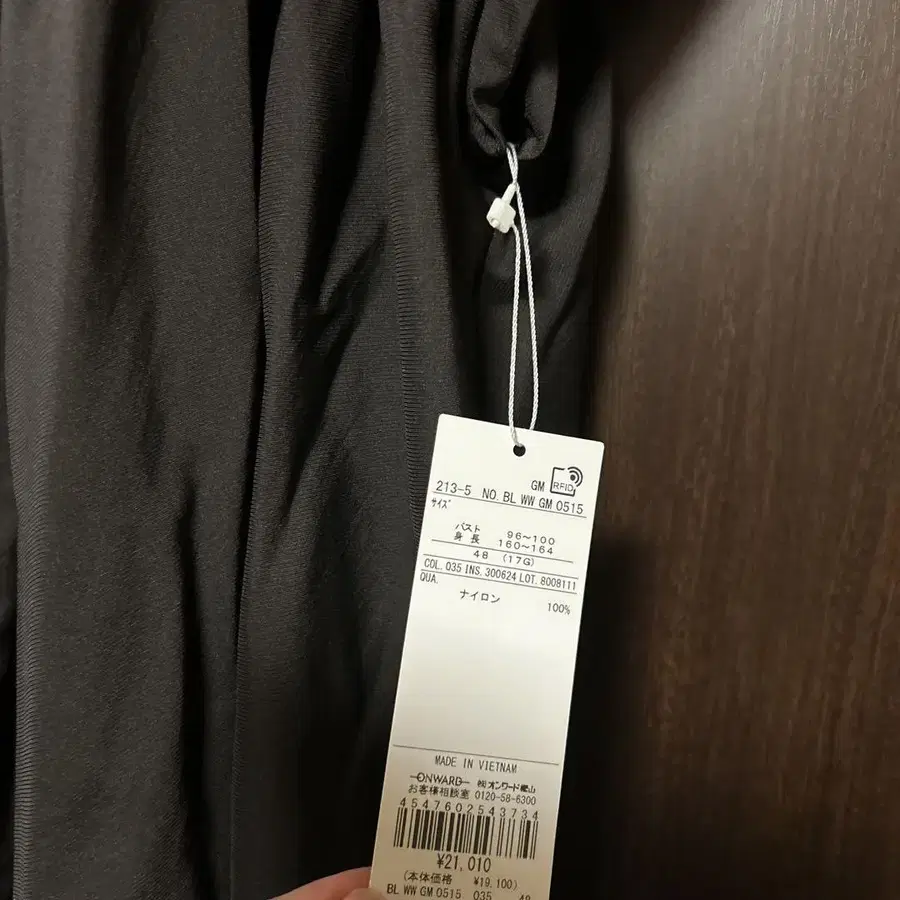 GM RFID
213-5 NO. BL WW GM 0515
サイズ
バスト 96～100
身長 160～164
48 (17G)
COL. 035 INS. 300624 LOT. 8008111
QUA.
ナイロン 100%
MADE IN VIETNAM
ONWARD ㈱オンワード樫山
お客様相談室 0120-58-6300
4547602543734
¥21,010
(本体価格 ¥19,100)
BL WW GM 0515 035 48